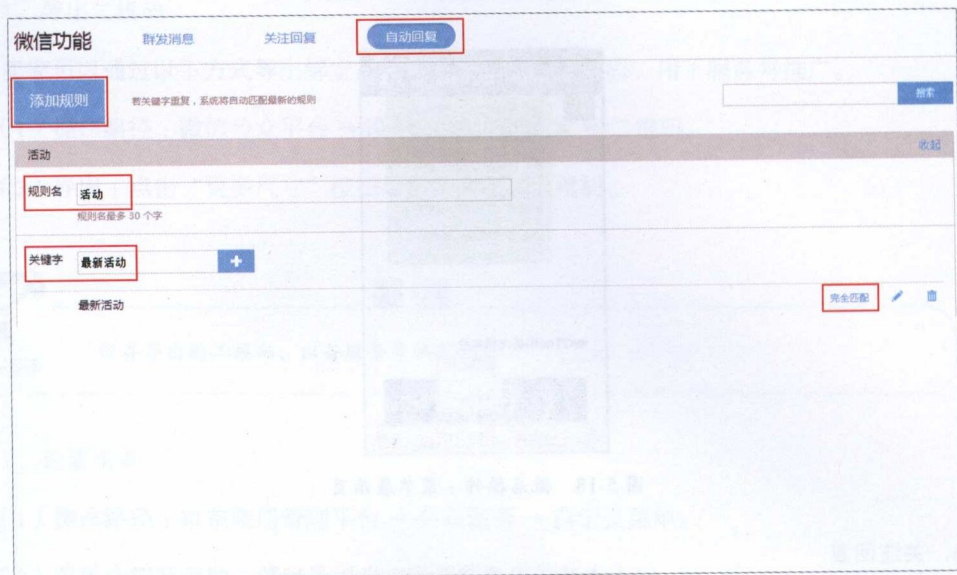 微信功能 群发消息 关注回复 自动回复
添加规则 若关键字重复，系统将自动匹配最新的规则 搜索
活动 收起
规则名 活动
规则名最多 30 个字
关键字 最新活动 +
最新活动 完全匹配